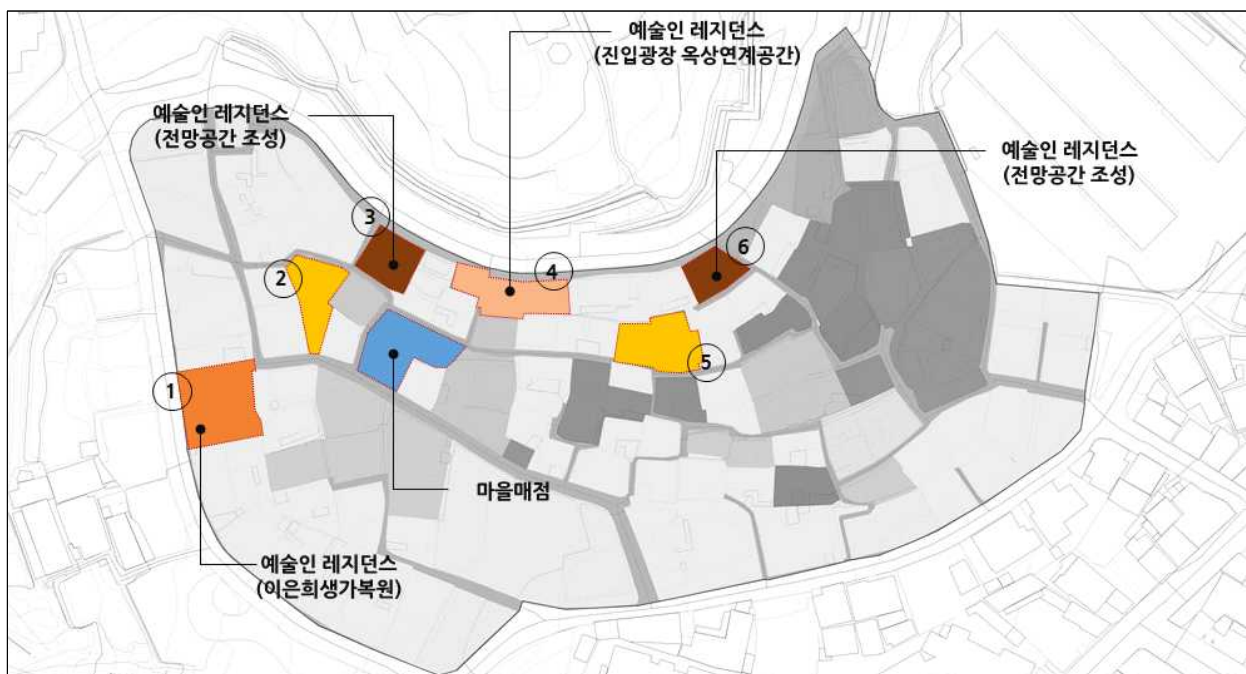 예술인 레지던스
(진입광장 옥상연계공간)
예술인 레지던스
(전망공간 조성)
예술인 레지던스
(전망공간 조성)
3
6
2
4
5
1
마을매점
예술인 레지던스
(이은희생가복원)